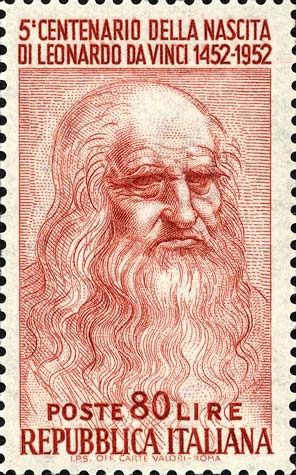 5° CENTENARIO DELLA NASCITA
DI LEONARDO DA VINCI 1452-1952
POSTE 80 LIRE
REPUBBLICA ITALIANA
I.P.S. OFF. CARTE VALORI-ROMA